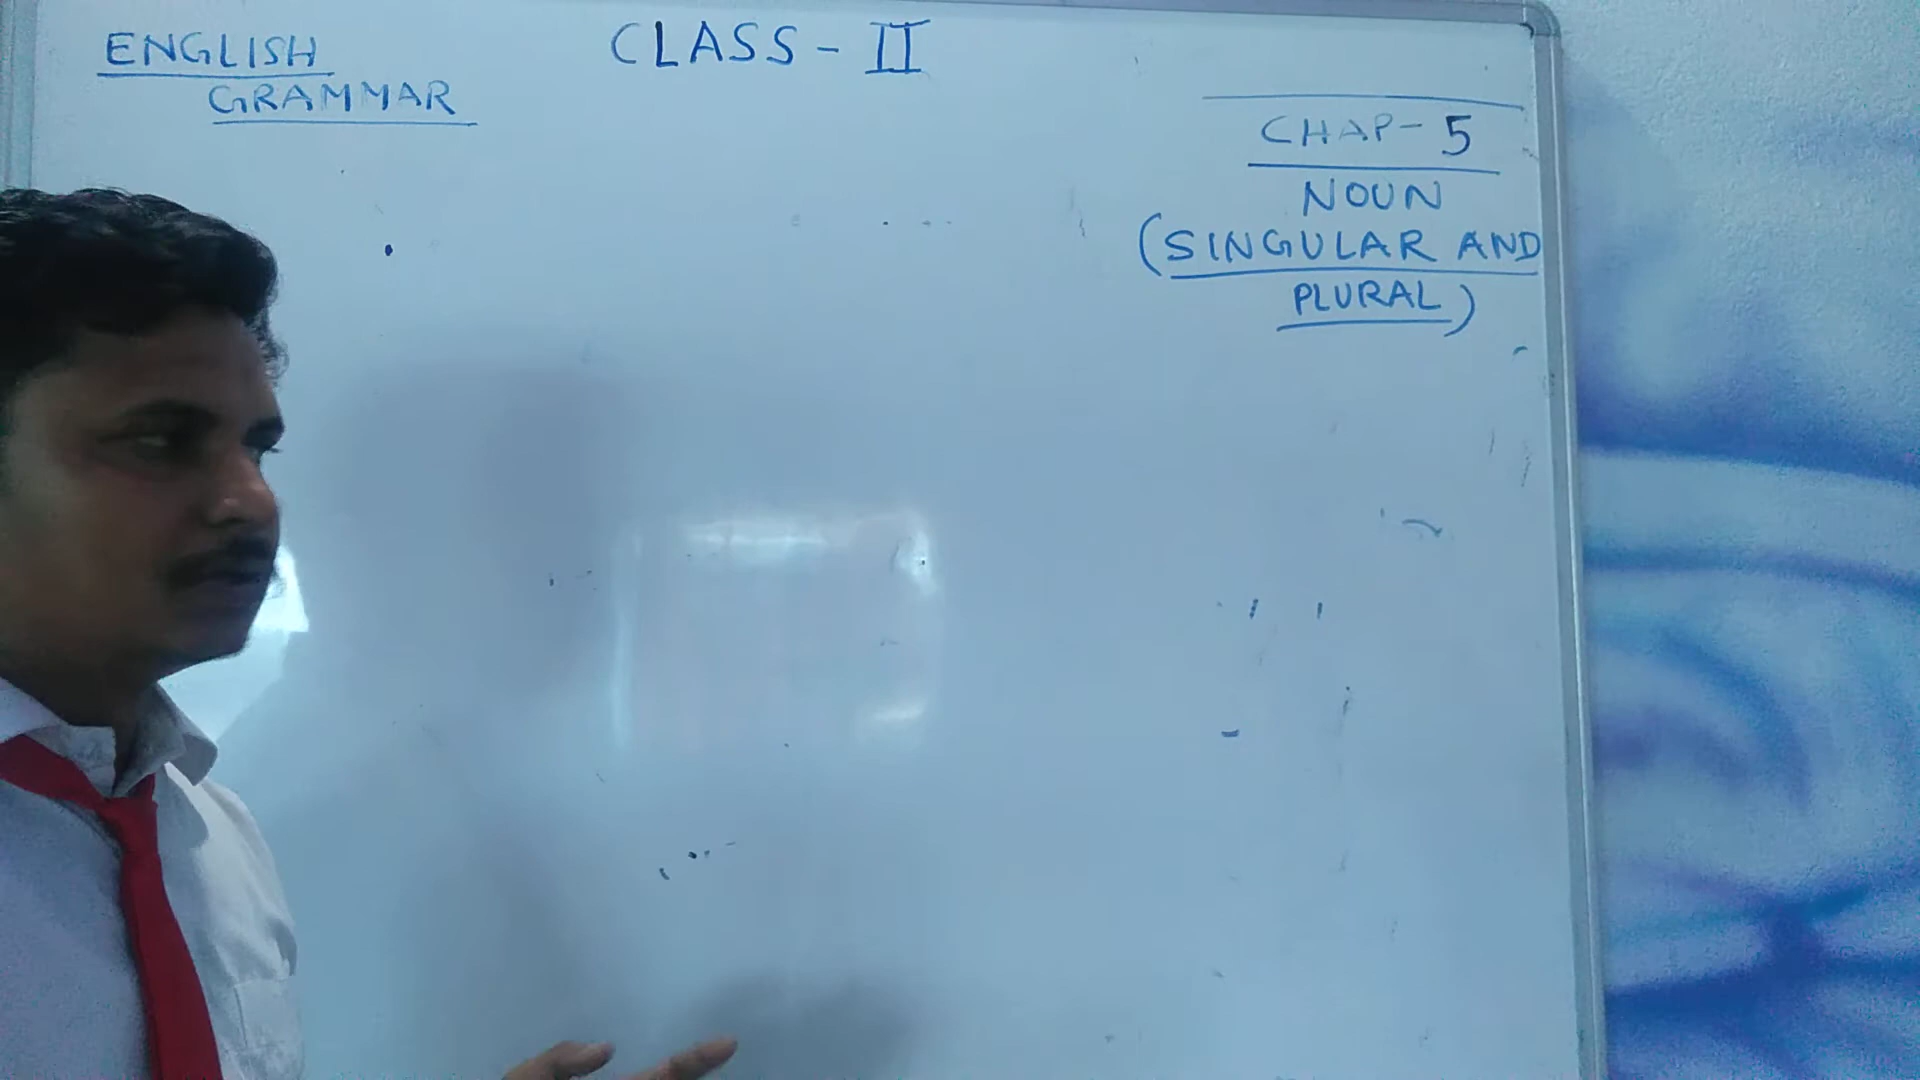 ENGLISH
GRAMMAR
CLASS - II
CHAP- 5
NOUN
(SINGULAR AND
PLURAL)